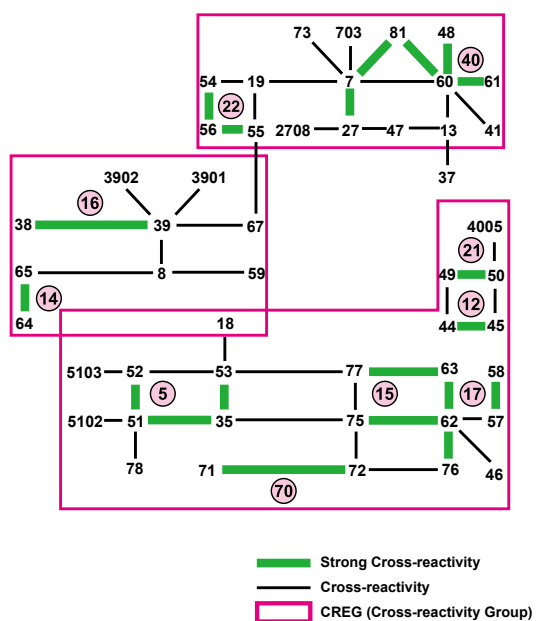 73 703 81 48
40
54 19 7 60 61
22
56 55 2708 27 47 13 41
37
3902 3901
16
38 39 67
4005
21
65 8 59 49 50
14 12
64 18 44 45
5103 52 53 77 63 58
5 15 17
5102 51 35 75 62 57
78 71 72 76 46
70
Strong Cross-reactivity
Cross-reactivity
CREG (Cross-reactivity Group)